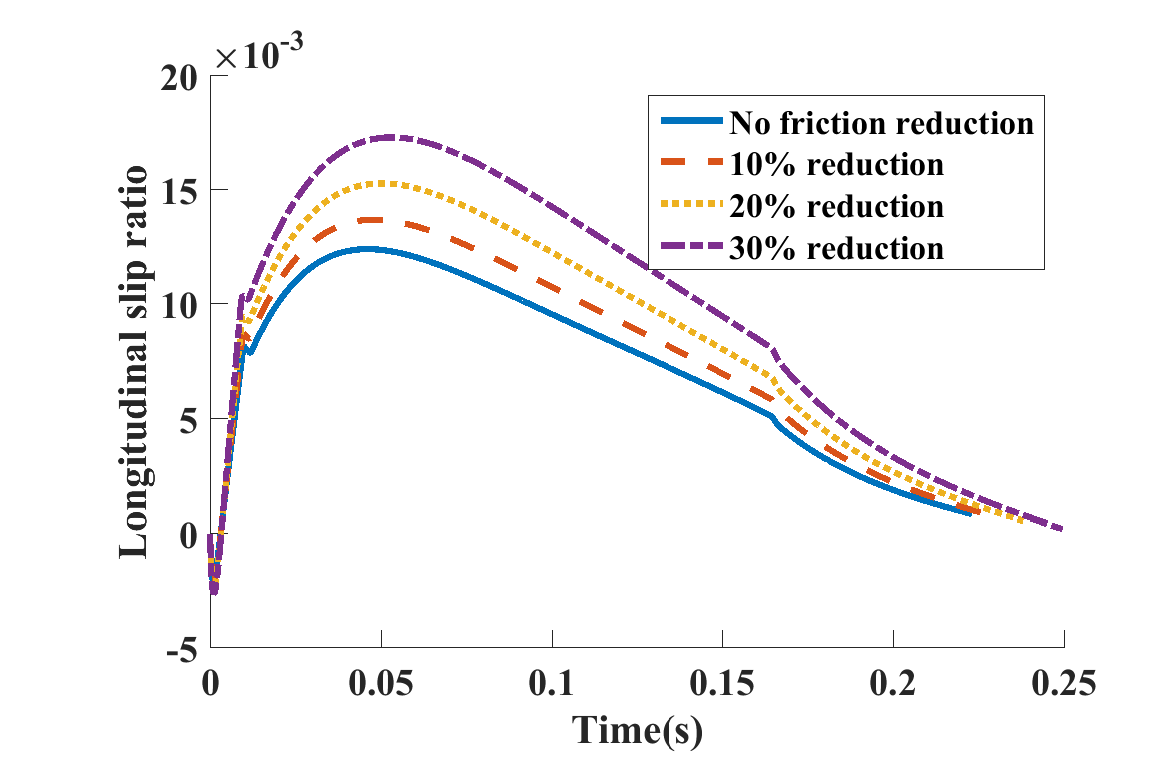 ×10-3
20
15
10
5
0
-5
Longitudinal slip ratio
No friction reduction
10% reduction
20% reduction
30% reduction
0 0.05 0.1 0.15 0.2 0.25
Time(s)